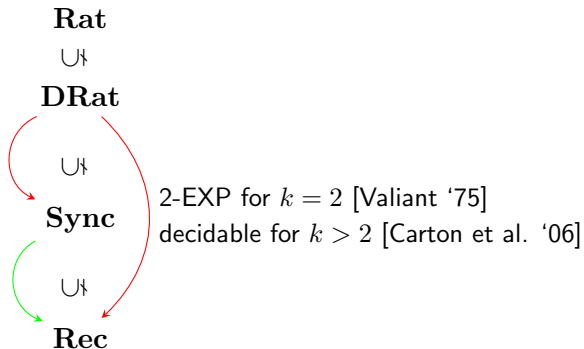 Rat
∪∤
DRat
∪∤
Sync
2-EXP for k = 2 [Valiant ‘75]
decidable for k > 2 [Carton et al. ‘06]
∪∤
Rec